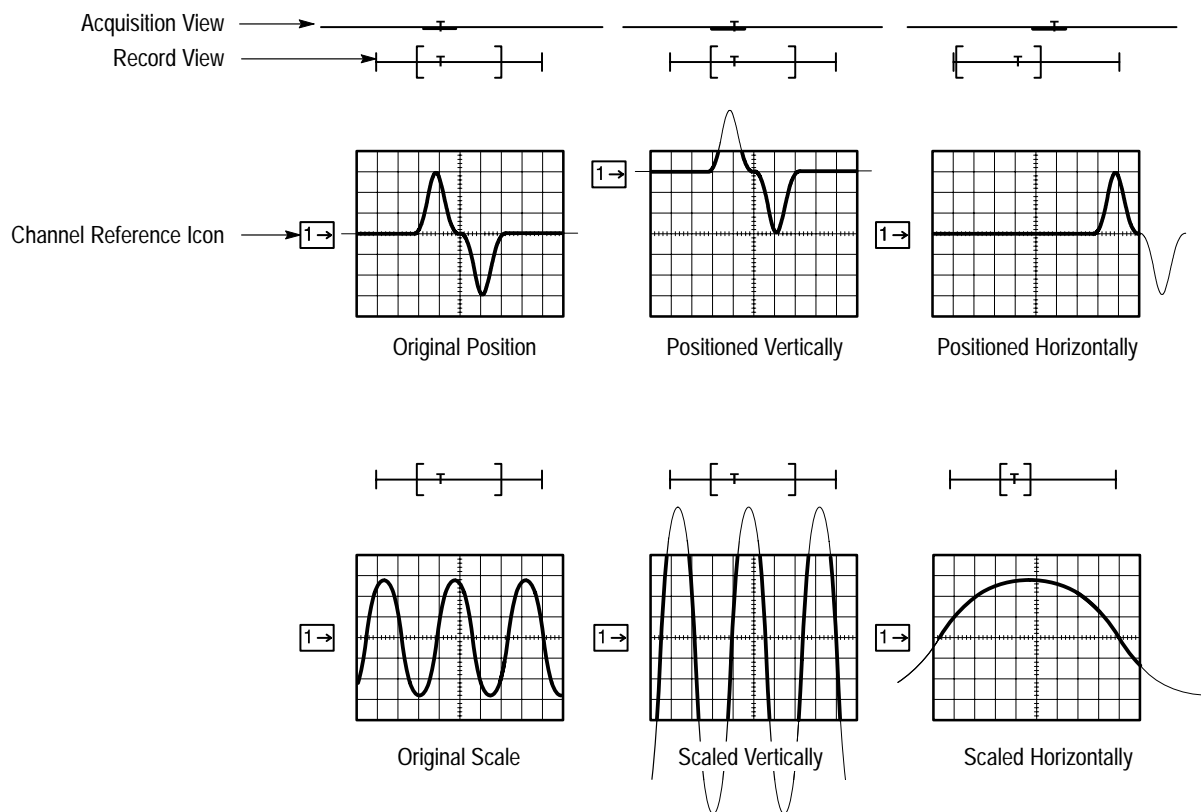 Acquisition View
T
T
T
Record View
T
T
T
Channel Reference Icon
1→
1→
1→
Original Position
Positioned Vertically
Positioned Horizontally
T
T
T
1→
1→
1→
Original Scale
Scaled Vertically
Scaled Horizontally